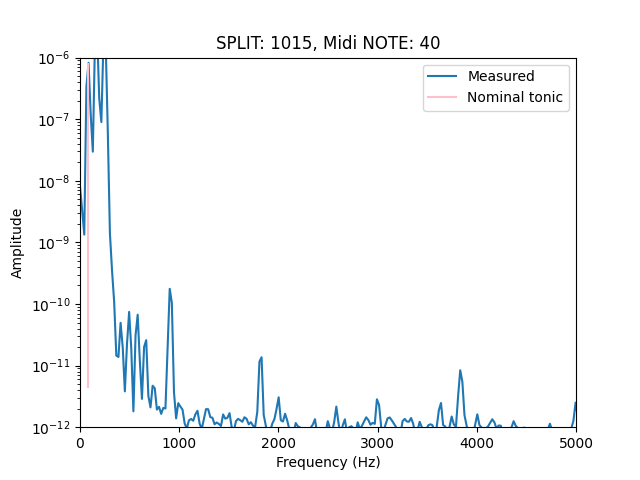 SPLIT: 1015, Midi NOTE: 40
Measured
Nominal tonic
Amplitude
10⁻⁶
10⁻⁷
10⁻⁸
10⁻⁹
10⁻¹⁰
10⁻¹¹
10⁻¹²
0 1000 2000 3000 4000 5000
Frequency (Hz)